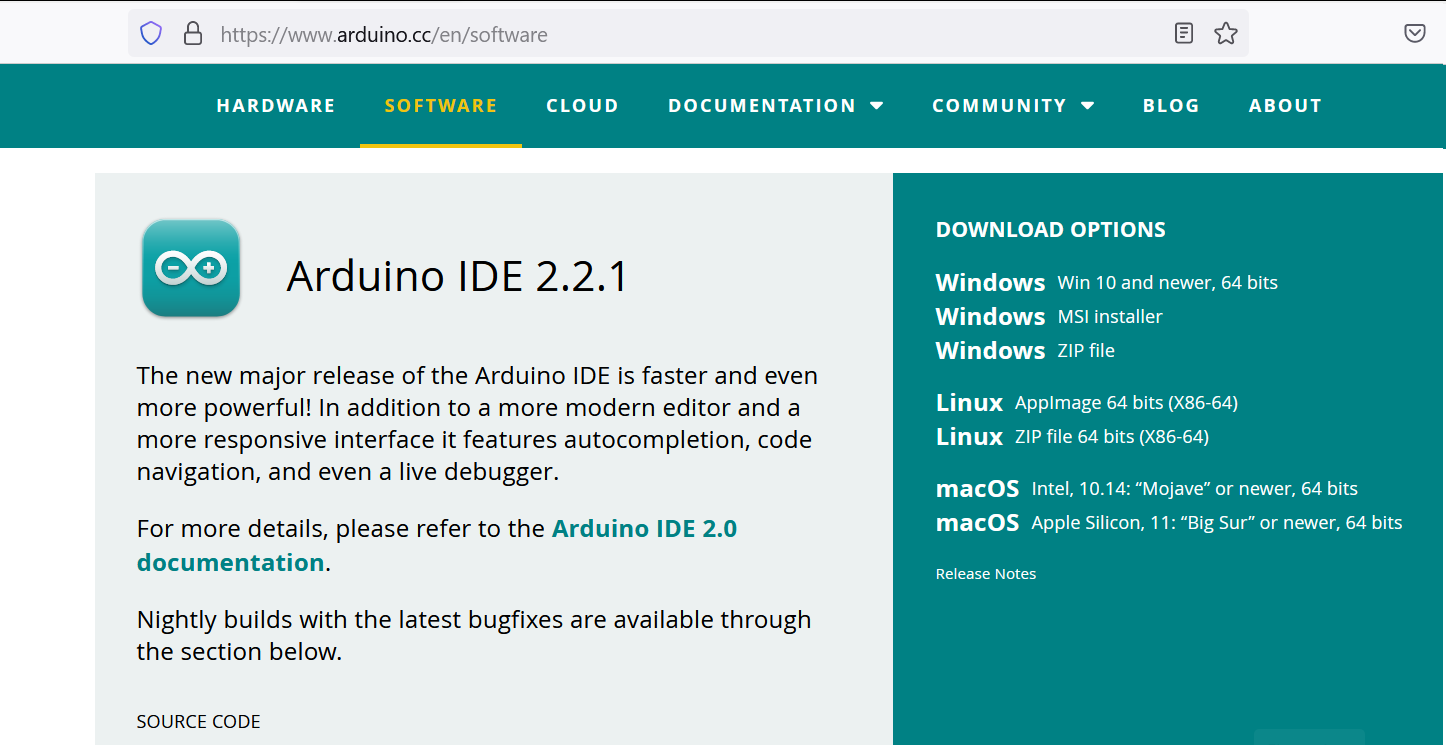 https://www.arduino.cc/en/software
HARDWARE SOFTWARE CLOUD DOCUMENTATION COMMUNITY BLOG ABOUT
Arduino IDE 2.2.1
The new major release of the Arduino IDE is faster and even
more powerful! In addition to a more modern editor and a
more responsive interface it features autocompletion, code
navigation, and even a live debugger.
For more details, please refer to the Arduino IDE 2.0
documentation.
Nightly builds with the latest bugfixes are available through
the section below.
SOURCE CODE
DOWNLOAD OPTIONS
Windows Win 10 and newer, 64 bits
Windows MSI installer
Windows ZIP file
Linux AppImage 64 bits (X86-64)
Linux ZIP file 64 bits (X86-64)
macOS Intel, 10.14: “Mojave” or newer, 64 bits
macOS Apple Silicon, 11: “Big Sur” or newer, 64 bits
Release Notes